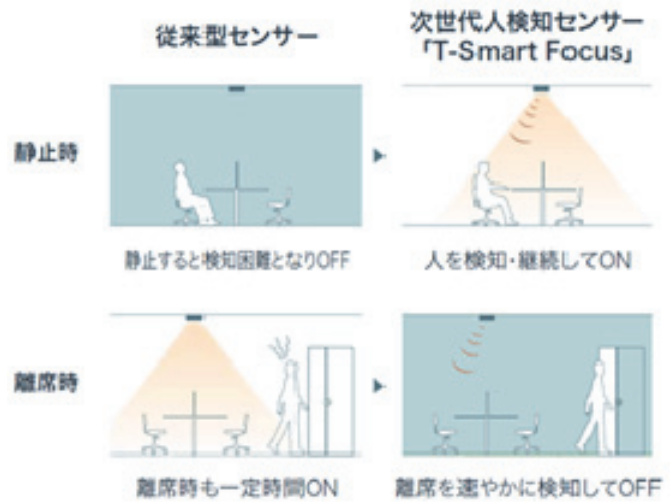 従来型センサー
次世代人検知センサー
「T-Smart Focus」
静止時
静止すると検知困難となりOFF
人を検知・継続してON
離席時
離席時も一定時間ON
離席を速やかに検知してOFF